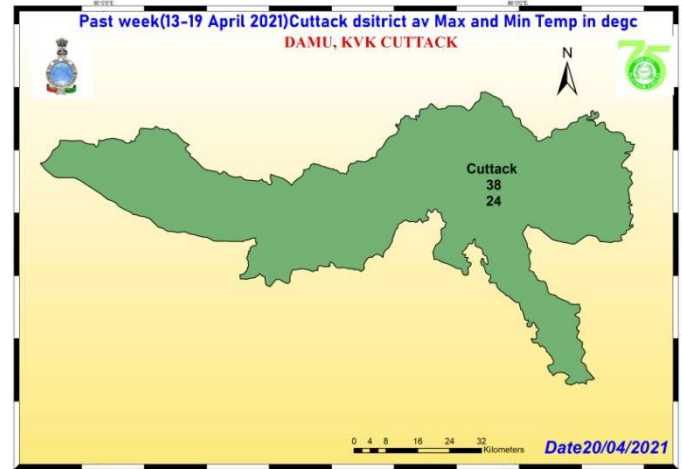 Past week(13-19 April 2021)Cuttack dsitrict av Max and Min Temp in degc
DAMU, KVK CUTTACK
N
75
Cuttack
38
24
0 4 8 16 24 32
Kilometers
Date20/04/2021